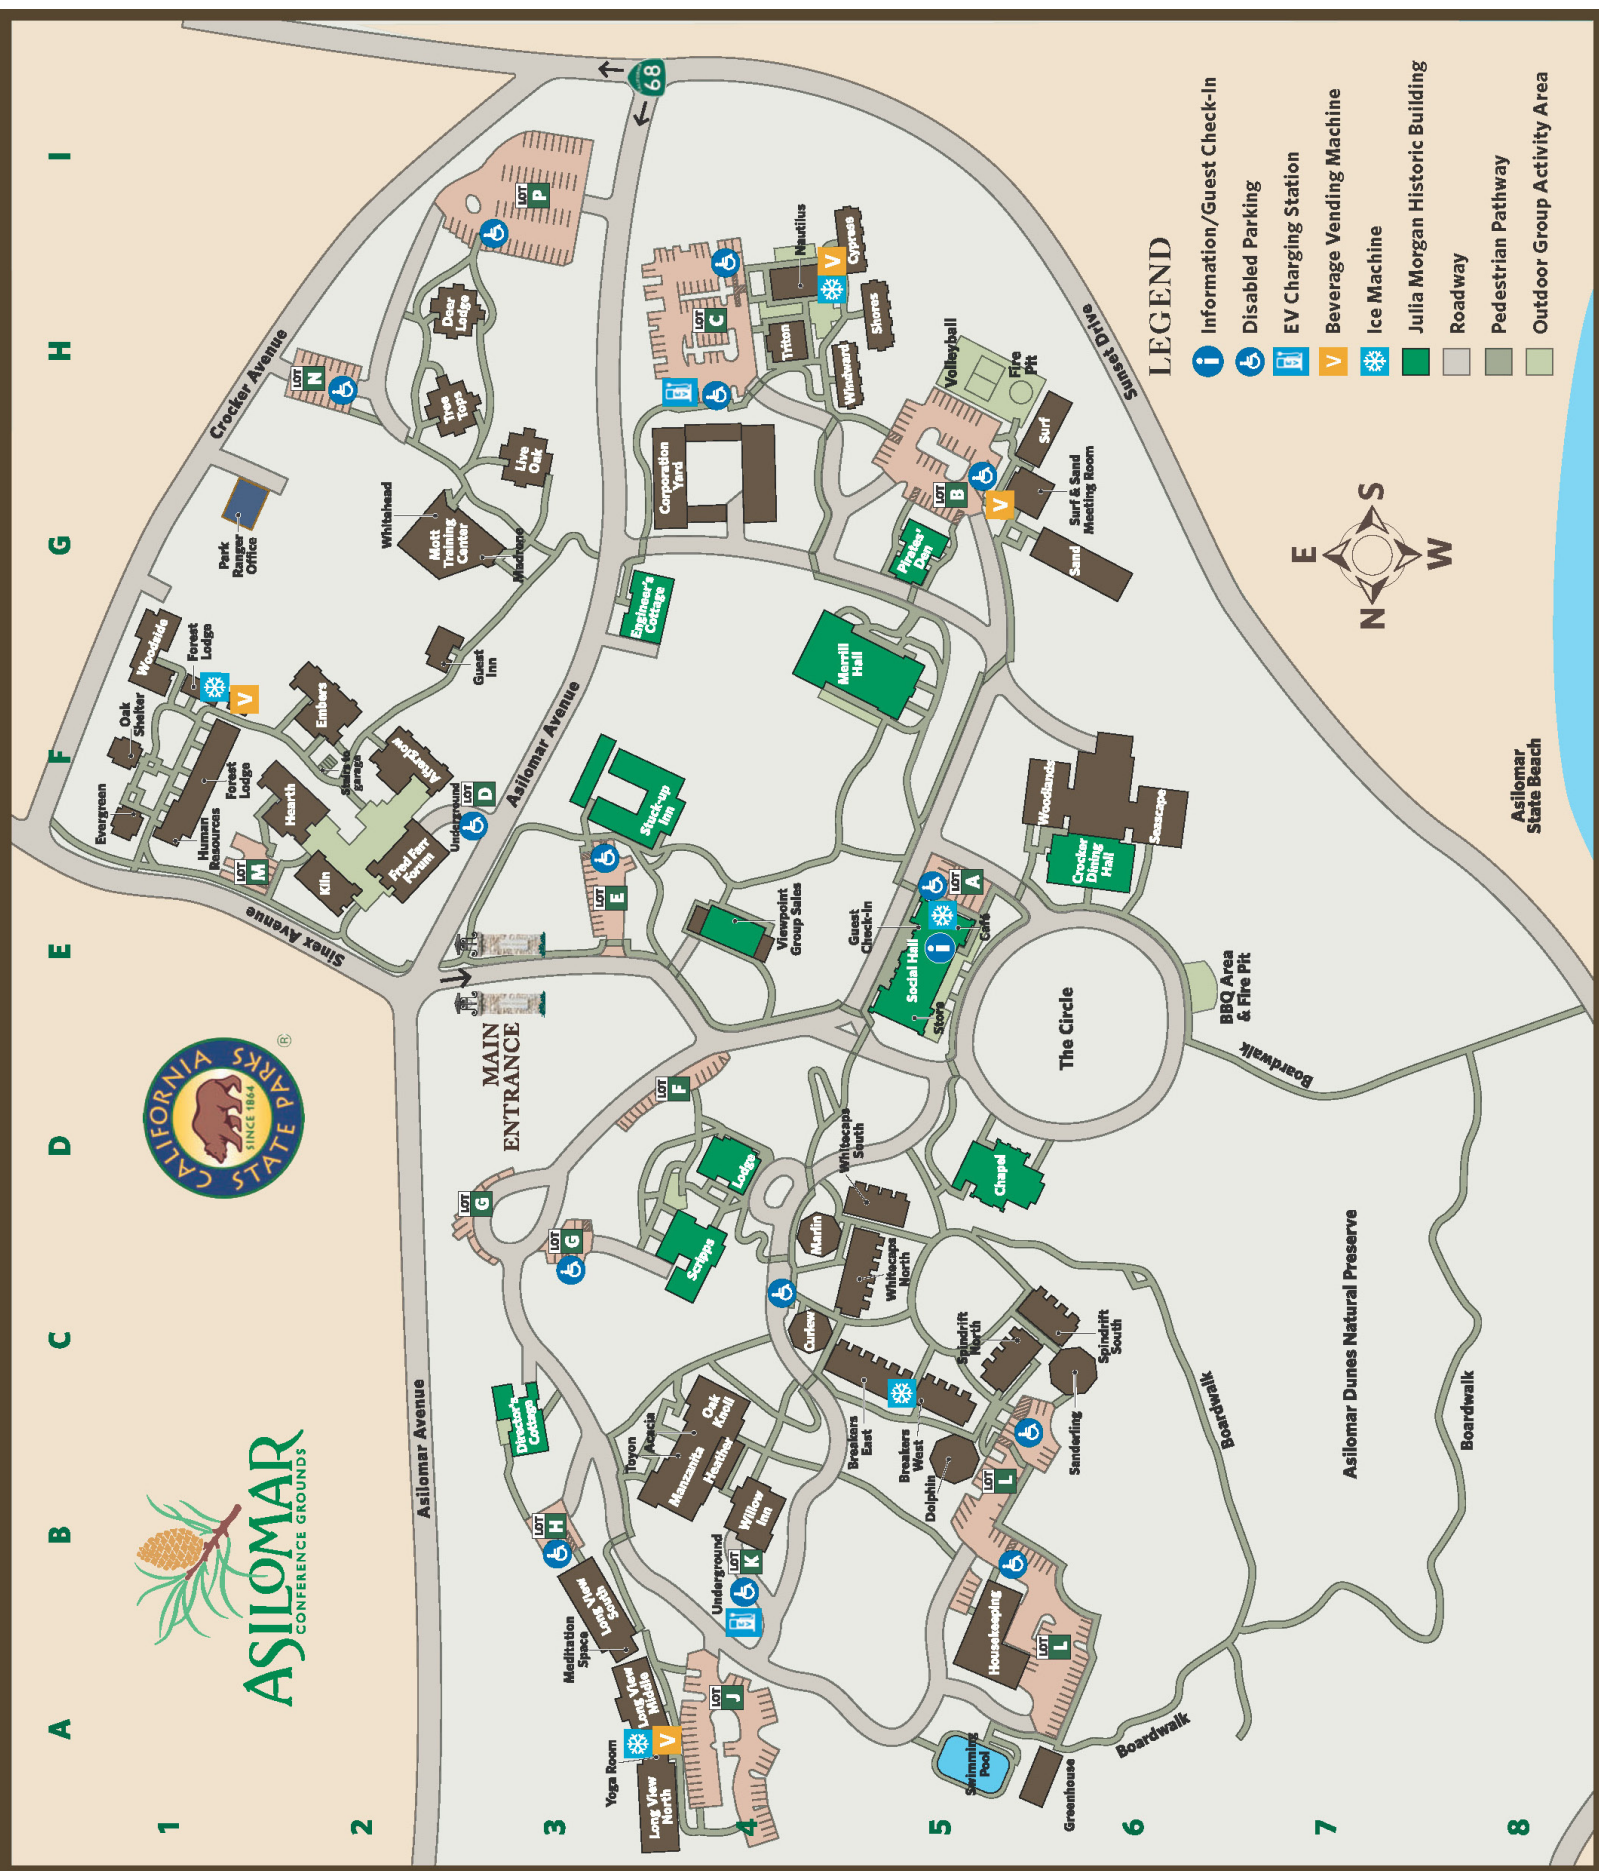 ASILOMAR
CONFERENCE GROUNDS
CALIFORNIA
STATE PARKS
SINCE 1864
®
A
B
C
D
E
F
G
H
I
1
2
3
4
5
6
7
8
68
MAIN
ENTRANCE
Asilomar Avenue
Asilomar Avenue
Sinex Avenue
Crocker Avenue
Sunset Drive
Evergreen
Oak
Shelter
Woodside
Forest
Lodge
V
Forest
Lodge
Human
Resources
LOT
M
Hearth
Kiln
Embers
Stairs to
garage
Afterglow
Fred Farr
Forum
Underground
LOT
D
Guest
Inn
Park
Ranger
Office
Whitehead
Mott
Training
Center
Madrone
Live
Oak
Tree
Tops
Deer
Lodge
LOT
N
LOT
P
LOT
C
Nautilus
Triton
V
Cypress
Shores
Windward
Corporation
Yard
Engineer's
Cottage
Volleyball
Fire
Pit
LOT
B
V
Surf
Surf & Sand
Meeting Room
Sand
Pirates'
Den
Merrill
Hall
Stuck-up
Inn
LOT
E
Viewpoint
Group Sales
Guest
Check-In
LOT
A
Social Hall
i
Café
Store
Woodlands
Seascape
Crocker
Dining
Hall
The Circle
BBQ Area
& Fire Pit
Boardwalk
LOT
F
LOT
G
LOT
G
Lodge
Scripps
Whitecaps
South
Marlin
Whitecaps
North
Curlew
Chapel
Director's
Cottage
Toyon
Acacia
Oak
Knoll
Manzanita
Heather
Willow
Inn
Underground
LOT
K
EV
LOT
H
Long View
South
Meditation
Space
Long View
Middle
Yoga Room
V
Long View
North
LOT
J
Breakers
East
Breakers
West
Dolphin
Spindrift
North
Spindrift
South
Sanderling
LOT
L
Housekeeping
LOT
L
Swimming
Pool
Greenhouse
Boardwalk
Boardwalk
Boardwalk
Asilomar Dunes Natural Preserve
Asilomar
State Beach
N
E
S
W
LEGEND
i Information/Guest Check-In
Disabled Parking
EV Charging Station
V Beverage Vending Machine
Ice Machine
Julia Morgan Historic Building
Roadway
Pedestrian Pathway
Outdoor Group Activity Area